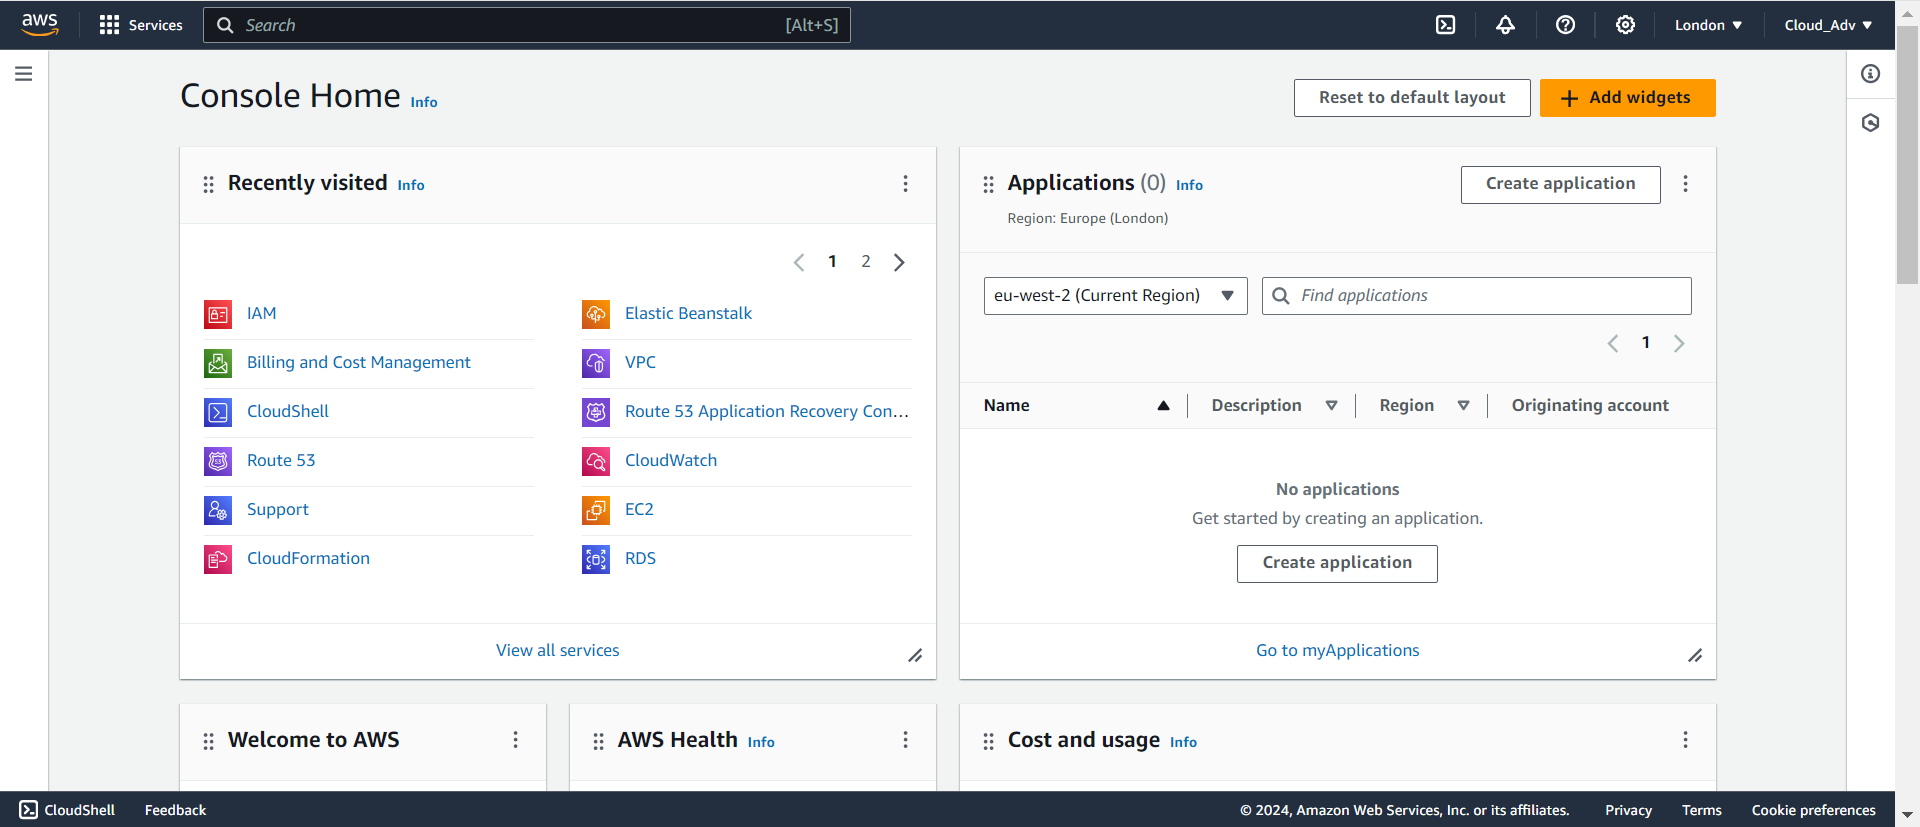 aws Services Search [Alt+S] London Cloud_Adv
Console Home Info
Reset to default layout
Add widgets
Recently visited Info
1 2
IAM
Billing and Cost Management
CloudShell
Route 53
Support
CloudFormation
Elastic Beanstalk
VPC
Route 53 Application Recovery Con...
CloudWatch
EC2
RDS
View all services
Applications (0) Info
Region: Europe (London)
Create application
eu-west-2 (Current Region)
Find applications
1
Name Description Region Originating account
No applications
Get started by creating an application.
Create application
Go to myApplications
Welcome to AWS
AWS Health Info
Cost and usage Info
CloudShell Feedback © 2024, Amazon Web Services, Inc. or its affiliates. Privacy Terms Cookie preferences